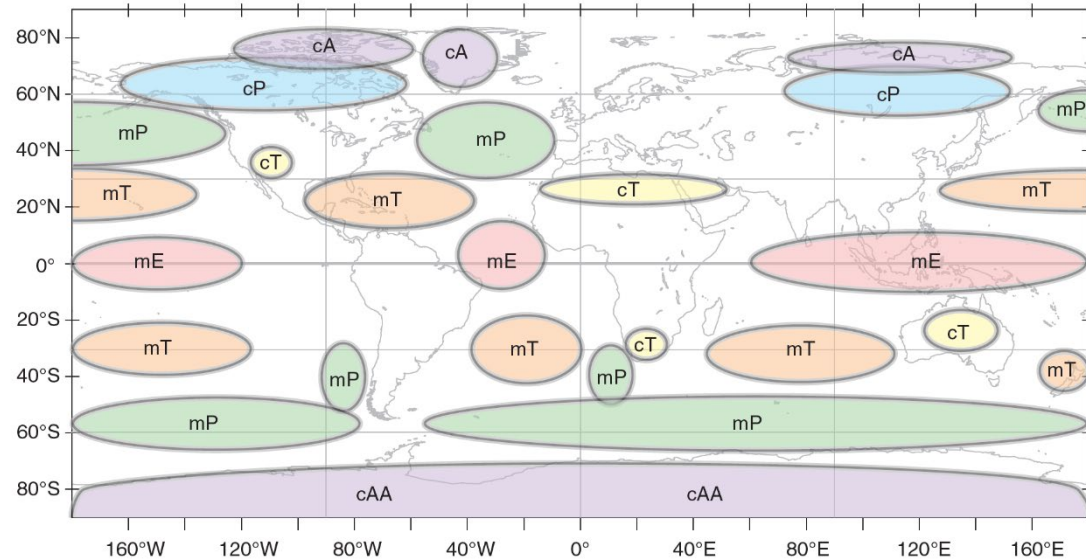 80°N cA cA cA
60°N cP cP
mP mP mP
40°N cT
cT
mT mT mT
20°N
0° mE mE mE
20°S cT
mT mT cT mT
40°S mP mP mT
60°S mP mP
80°S cAA cAA
160°W 120°W 80°W 40°W 0° 40°E 80°E 120°E 160°E